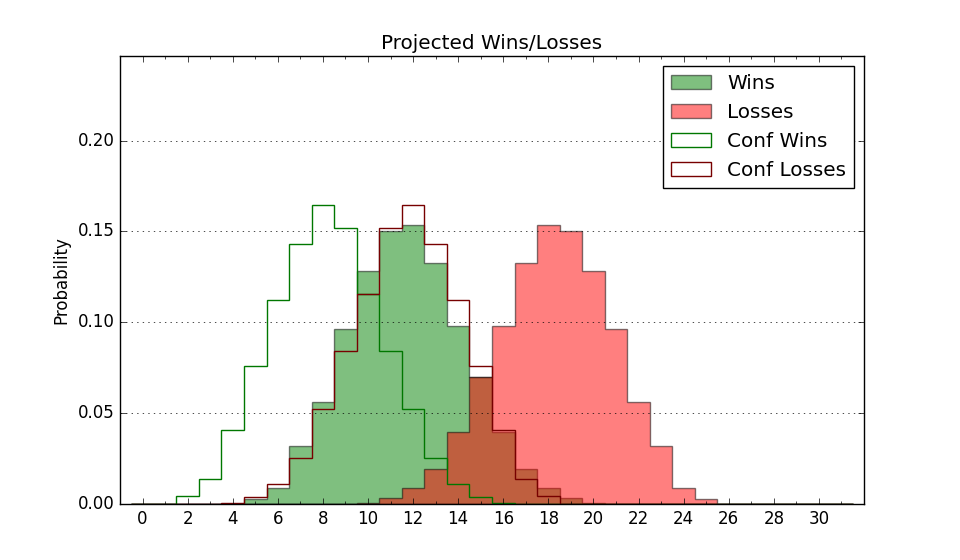 Projected Wins/Losses
Wins
Losses
Conf Wins
Conf Losses
Probability
0.20
0.15
0.10
0.05
0.00
0 2 4 6 8 10 12 14 16 18 20 22 24 26 28 30